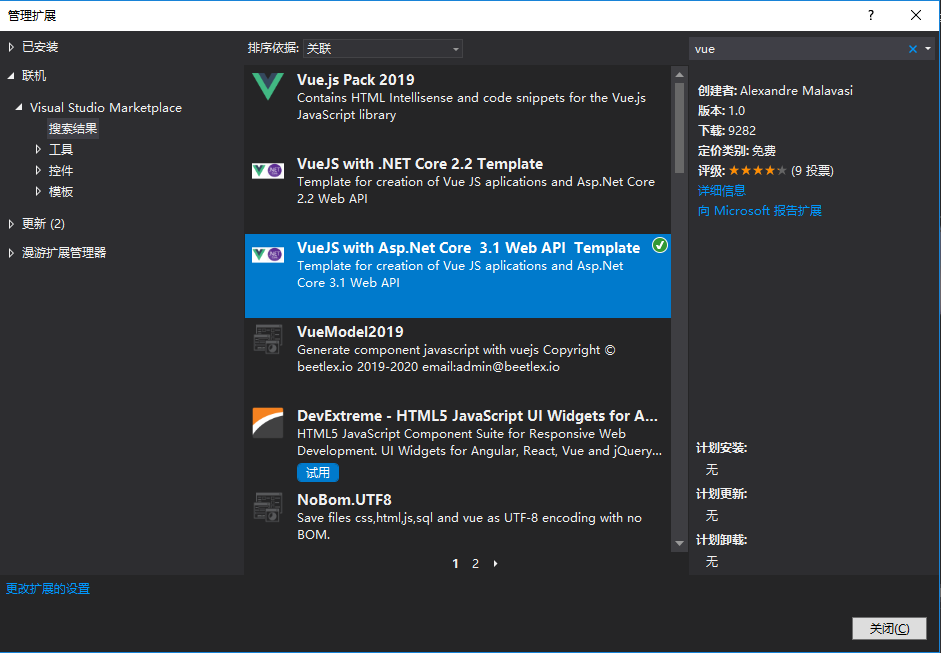 管理扩展
?
已安装
联机
Visual Studio Marketplace
搜索结果
工具
控件
模板
更新 (2)
漫游扩展管理器
排序依据: 关联
Vue.js Pack 2019
Contains HTML Intellisense and code snippets for the Vue.js
JavaScript library
VueJS with .NET Core 2.2 Template
Template for creation of Vue JS aplications and Asp.Net Core
2.2 Web API
VueJS with Asp.Net Core  3.1 Web API  Template
Template for creation of Vue JS aplications and Asp.Net
Core 3.1 Web API
VueModel2019
Generate component javascript with vuejs Copyright ©
beetlex.io 2019-2020 email:admin@beetlex.io
DevExtreme - HTML5 JavaScript UI Widgets for A...
HTML5 JavaScript Component Suite for Responsive Web
Development. UI Widgets for Angular, React, Vue and jQuery...
试用
NoBom.UTF8
Save files css,html,js,sql and vue as UTF-8 encoding with no
BOM.
1 2
vue
创建者: Alexandre Malavasi
版本: 1.0
下载: 9282
定价类别: 免费
评级: ★★★★★ (9 投票)
详细信息
向 Microsoft 报告扩展
计划安装:
无
计划更新:
无
计划卸载:
无
更改扩展的设置
关闭(C)